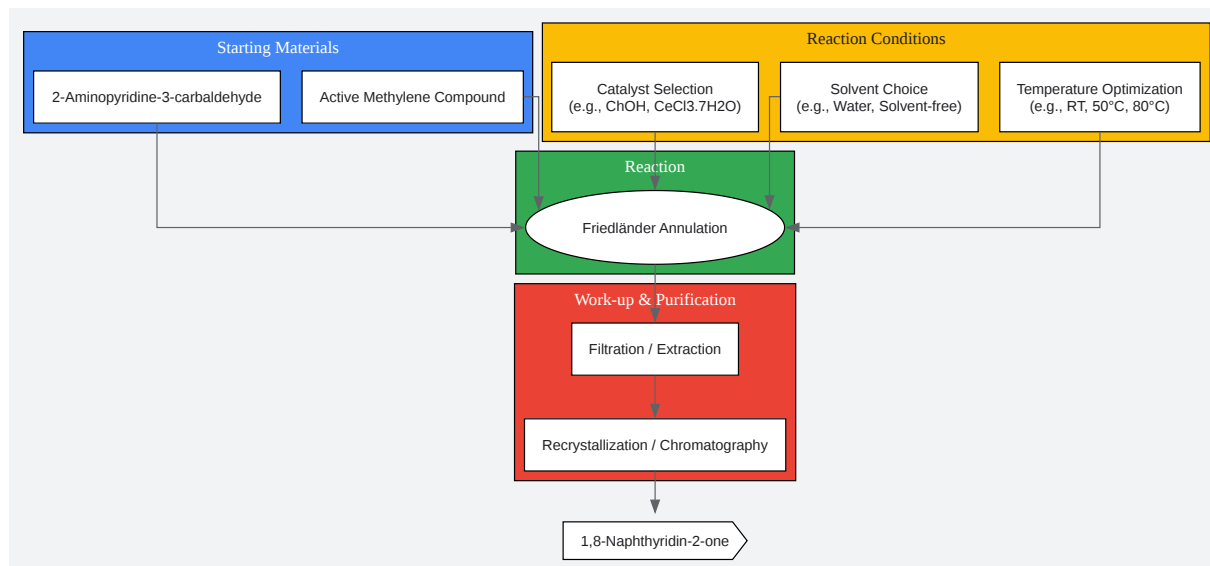 Starting Materials
2-Aminopyridine-3-carbaldehyde
Active Methylene Compound
Reaction Conditions
Catalyst Selection
(e.g., ChOH, CeCl3.7H2O)
Solvent Choice
(e.g., Water, Solvent-free)
Temperature Optimization
(e.g., RT, 50°C, 80°C)
Reaction
Friedländer Annulation
Work-up & Purification
Filtration / Extraction
Recrystallization / Chromatography
1,8-Naphthyridin-2-one